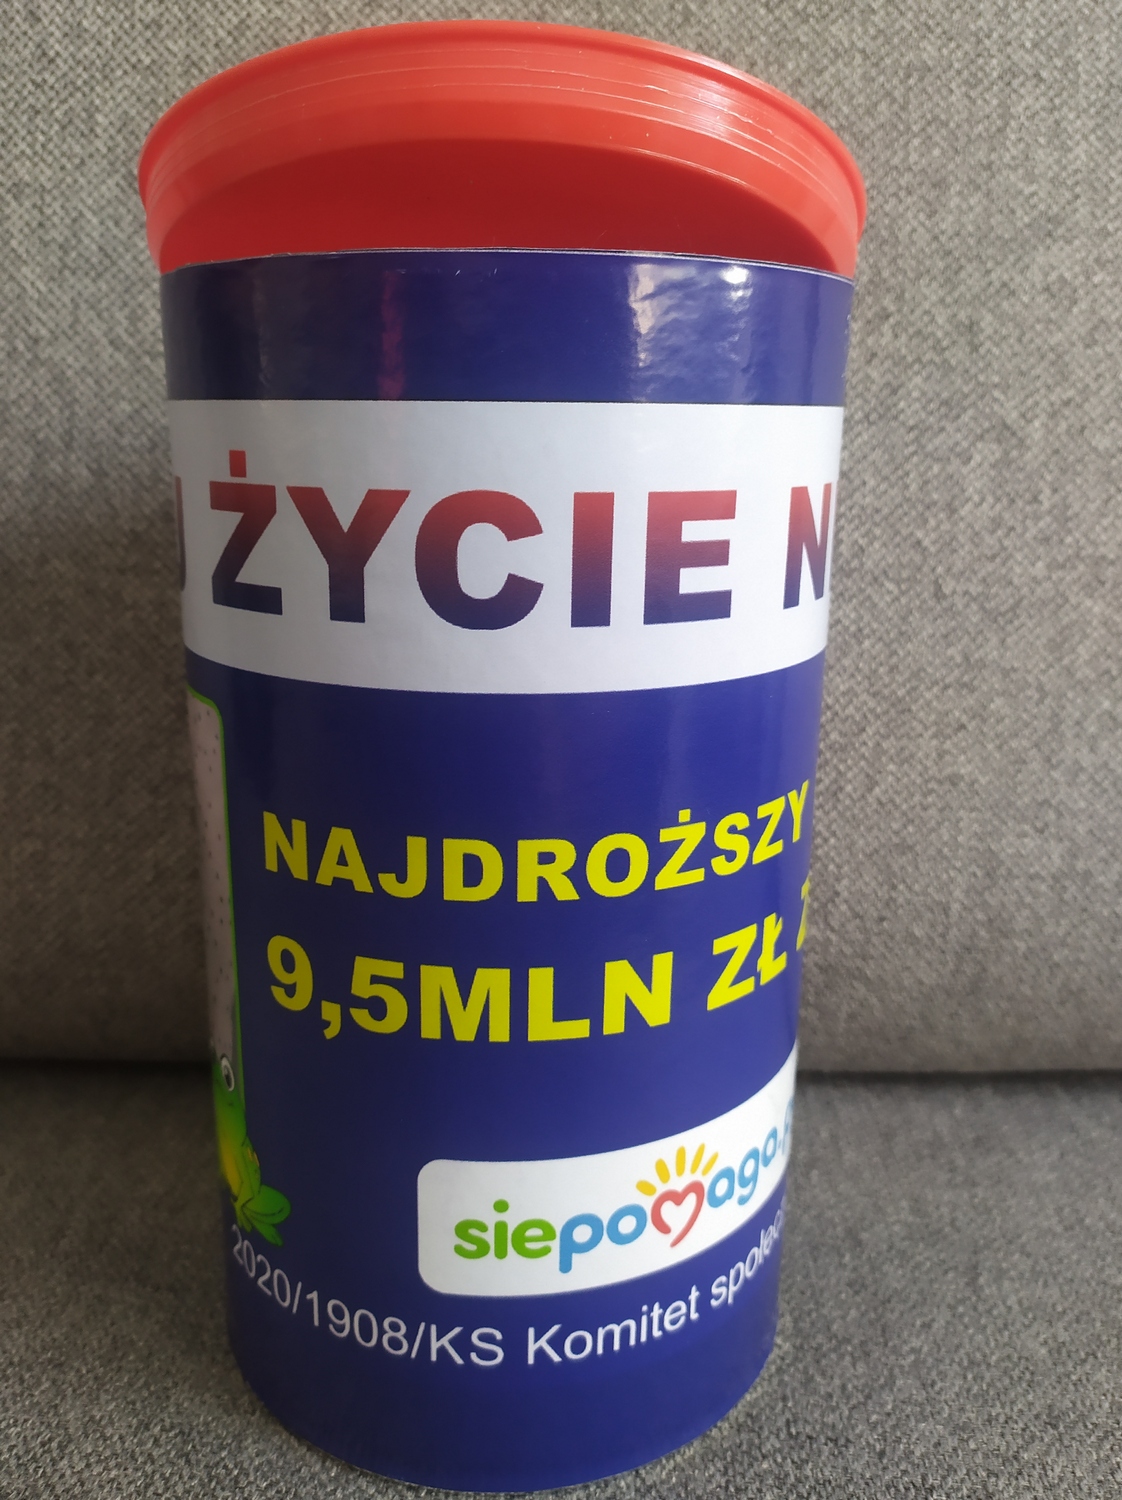 ŻYCIE
NAJDROŻSZY
9,5MLN ZŁ
siepomaga
2020/1908/KS Komitet